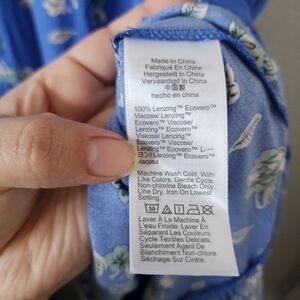 Made in China
Fabriqué En China
Hergestellt In China
Vervaardigd In China
中国製
hecho en china
100% Lenzing™ Ecovero™
Viscose/ Lenzing™
Ecovero™ Viscose/
Lenzing™ Ecovero™
Viskose/ Lenzing™
Ecovero™ Viscose/
Lenzing™ Ecovero™ レー
ヨン/Lenzing™ Ecovero™
viscosa
Machine Wash Cold. With
Like Colors. Gentle Cycle.
Non-chlorine Bleach Only.
Line Dry. Iron On Lowest
Setting.
Laver À La Machine À
L'eau Froide. Laver En
Séparant Les Couleurs.
Cycle Textiles Délicats.
Seulement Agent De
Blanchiment Non-chlore.
Séchage Sur Cintre.